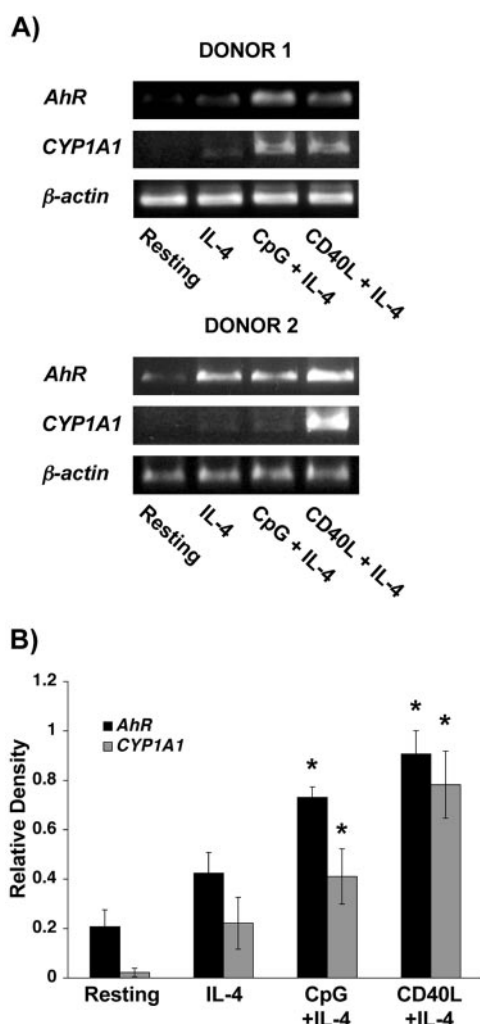 A)
DONOR 1
AhR
CYP1A1
β-actin
Resting
IL-4
CpG + IL-4
CD40L + IL-4
DONOR 2
AhR
CYP1A1
β-actin
Resting
IL-4
CpG + IL-4
CD40L + IL-4
B)
Relative Density
1.2
1
0.8
0.6
0.4
0.2
0
AhR
CYP1A1
*
*
*
*
Resting
IL-4
CpG
+IL-4
CD40L
+IL-4